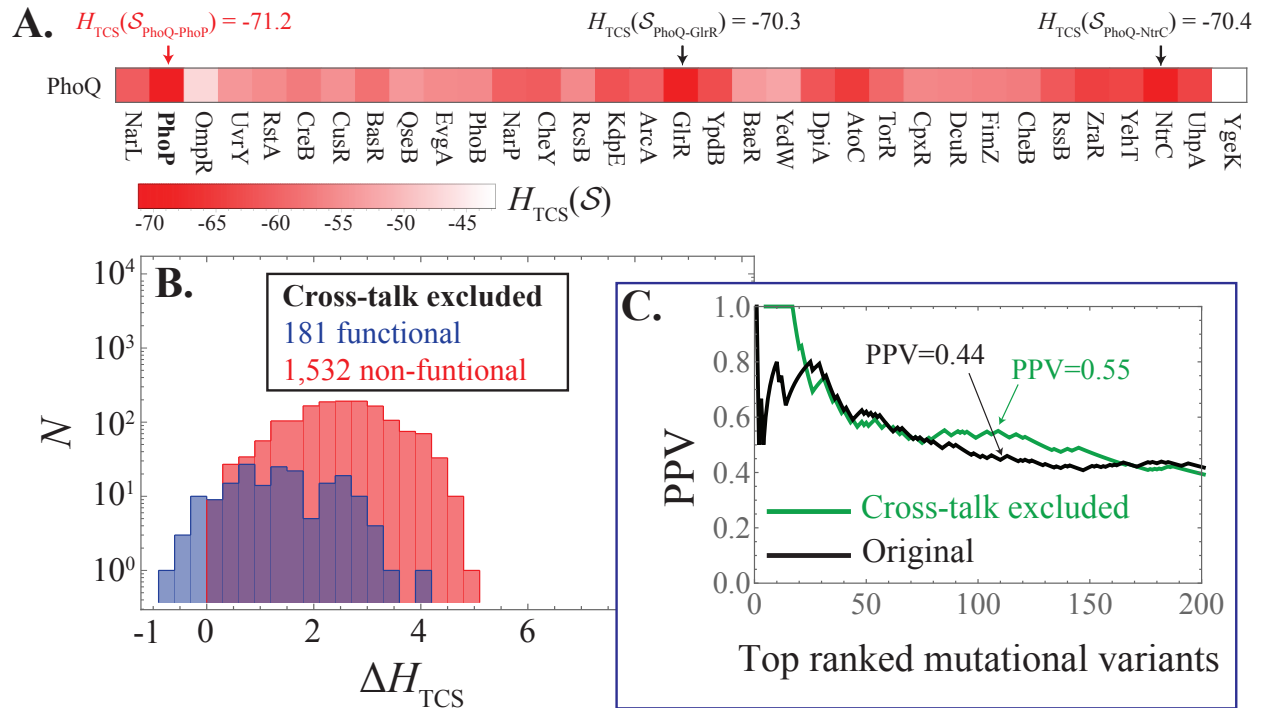 A.
H_TCS(S_PhoQ-PhoP) = -71.2
H_TCS(S_PhoQ-GlrR) = -70.3
H_TCS(S_PhoQ-NtrC) = -70.4
PhoQ
NarL
PhoP
OmpR
UvrY
RstA
CreB
CusR
BasR
QseB
EvgA
PhoB
NarP
CheY
RcsB
KdpE
ArcA
GlrR
YpdB
BaeR
YedW
DpiA
AtoC
TorR
CpxR
DcuR
FimZ
CheB
RssB
ZraR
YehT
NtrC
UhpA
YgeK
-70 -65 -60 -55 -50 -45
H_TCS(S)
B.
Cross-talk excluded
181 functional
1,532 non-funtional
10^4
10^3
10^2
10^1
10^0
N
-1 0 2 4 6
ΔH_TCS
C.
1.0
0.8
0.6
0.4
0.2
0.0
PPV
PPV=0.44
PPV=0.55
Cross-talk excluded
Original
0 50 100 150 200
Top ranked mutational variants